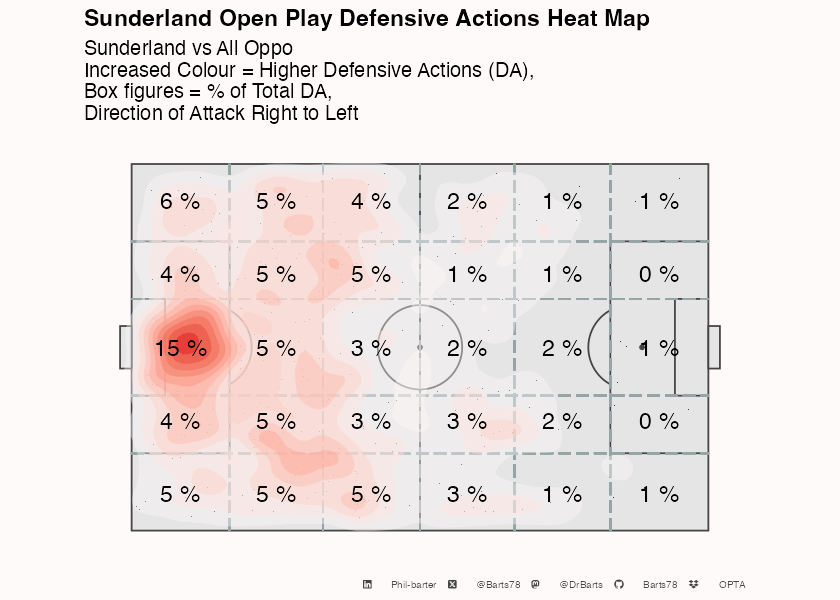 Sunderland Open Play Defensive Actions Heat Map
Sunderland vs All Oppo
Increased Colour = Higher Defensive Actions (DA),
Box figures = % of Total DA,
Direction of Attack Right to Left
6 % 5 % 4 % 2 % 1 % 1 %
4 % 5 % 5 % 1 % 1 % 0 %
15 % 5 % 3 % 2 % 2 % 1 %
4 % 5 % 3 % 3 % 2 % 0 %
5 % 5 % 5 % 3 % 1 % 1 %
Phil-barter @Barts78 @DrBarts Barts78 OPTA